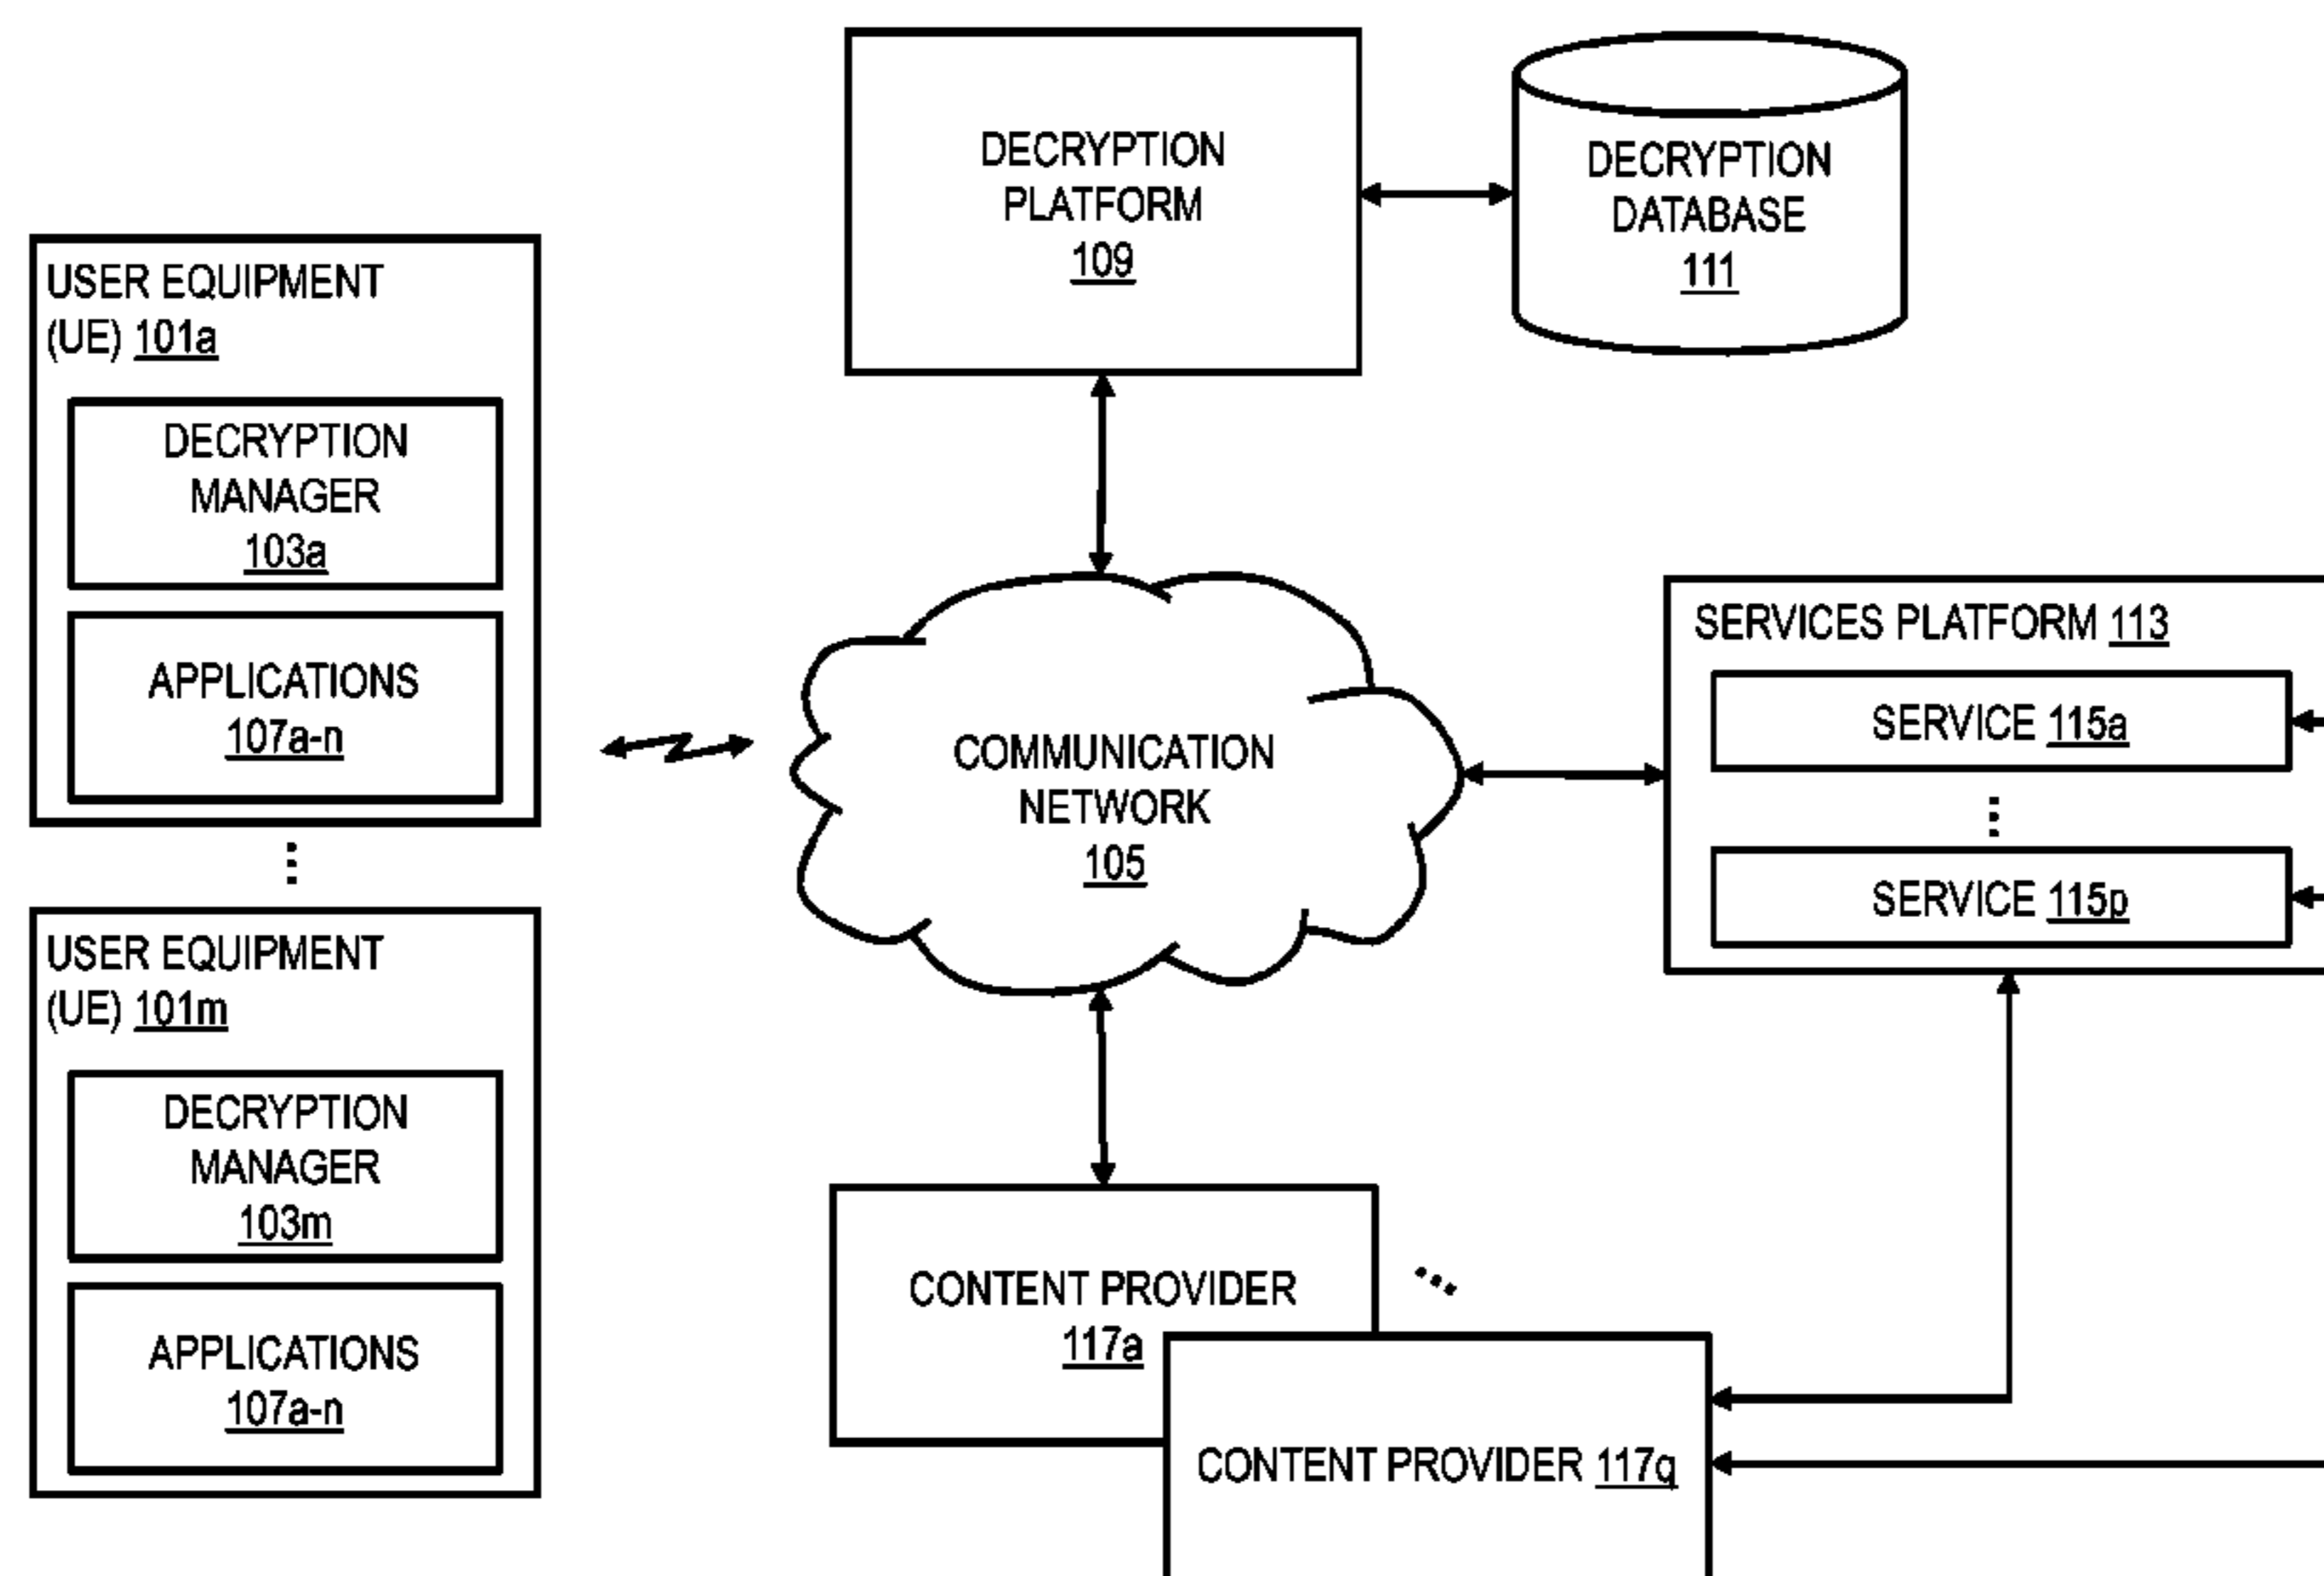 DECRYPTION
PLATFORM
109
DECRYPTION
DATABASE
111
USER EQUIPMENT
(UE) 101a
DECRYPTION
MANAGER
103a
APPLICATIONS
107a-n
USER EQUIPMENT
(UE) 101m
DECRYPTION
MANAGER
103m
APPLICATIONS
107a-n
COMMUNICATION
NETWORK
105
SERVICES PLATFORM 113
SERVICE 115a
SERVICE 115p
CONTENT PROVIDER
117a
CONTENT PROVIDER 117q